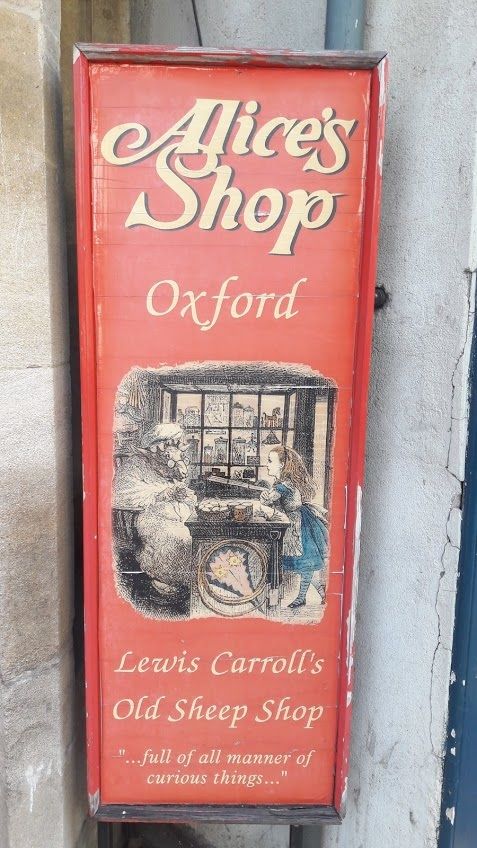 Alice's
Shop
Oxford
Lewis Carroll's
Old Sheep Shop
"...full of all manner of
curious things..."